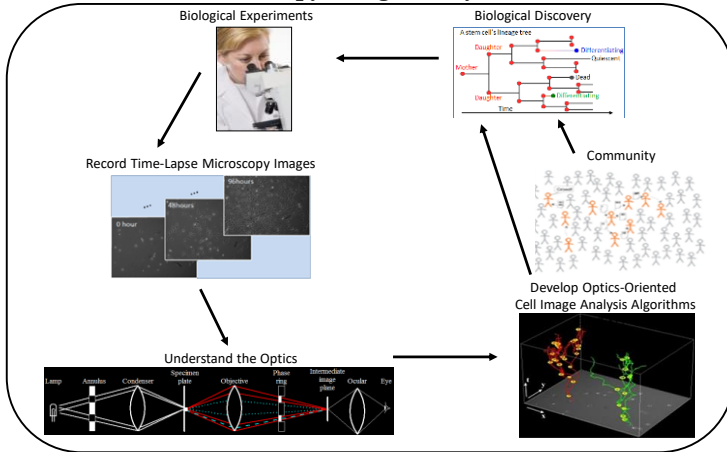 Biological Experiments
Biological Discovery
A stem cell's lineage tree
Daughter
Differentiating
Quiescent
Mother
Dead
Daughter
Differentiating
Time
Record Time-Lapse Microscopy Images
0 hour
48hours
96hours
Community
Develop Optics-Oriented
Cell Image Analysis Algorithms
Understand the Optics
Lamp
Annulus
Condenser
Specimen
plate
Objective
Phase
ring
Intermediate
image
plane
Ocular
Eye
t
y
x